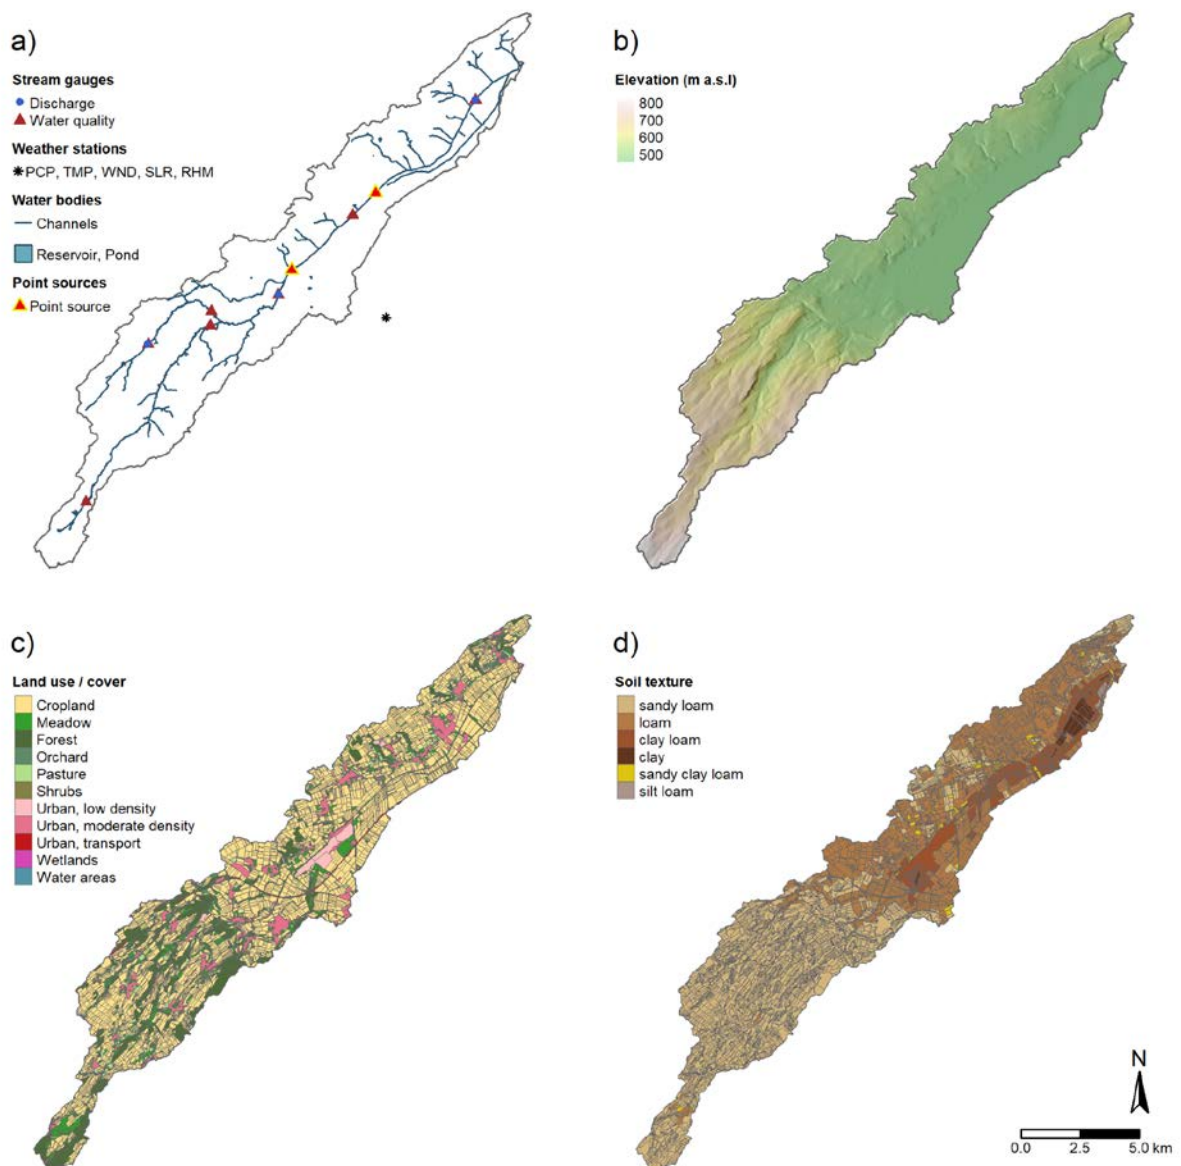 a)
Stream gauges
Discharge
Water quality
Weather stations
PCP, TMP, WND, SLR, RHM
Water bodies
Channels
Reservoir, Pond
Point sources
Point source
b)
Elevation (m a.s.l)
800
700
600
500
c)
Land use / cover
Cropland
Meadow
Forest
Orchard
Pasture
Shrubs
Urban, low density
Urban, moderate density
Urban, transport
Wetlands
Water areas
d)
Soil texture
sandy loam
loam
clay loam
clay
sandy clay loam
silt loam
N
0.0 2.5 5.0 km